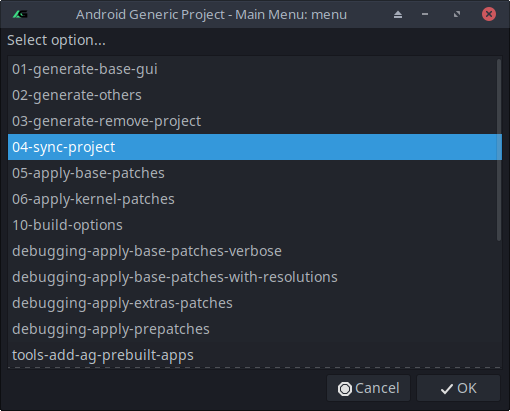 Android Generic Project - Main Menu: menu
Select option...
01-generate-base-gui
02-generate-others
03-generate-remove-project
04-sync-project
05-apply-base-patches
06-apply-kernel-patches
10-build-options
debugging-apply-base-patches-verbose
debugging-apply-base-patches-with-resolutions
debugging-apply-extras-patches
debugging-apply-prepatches
tools-add-ag-prebuilt-apps
Cancel
OK